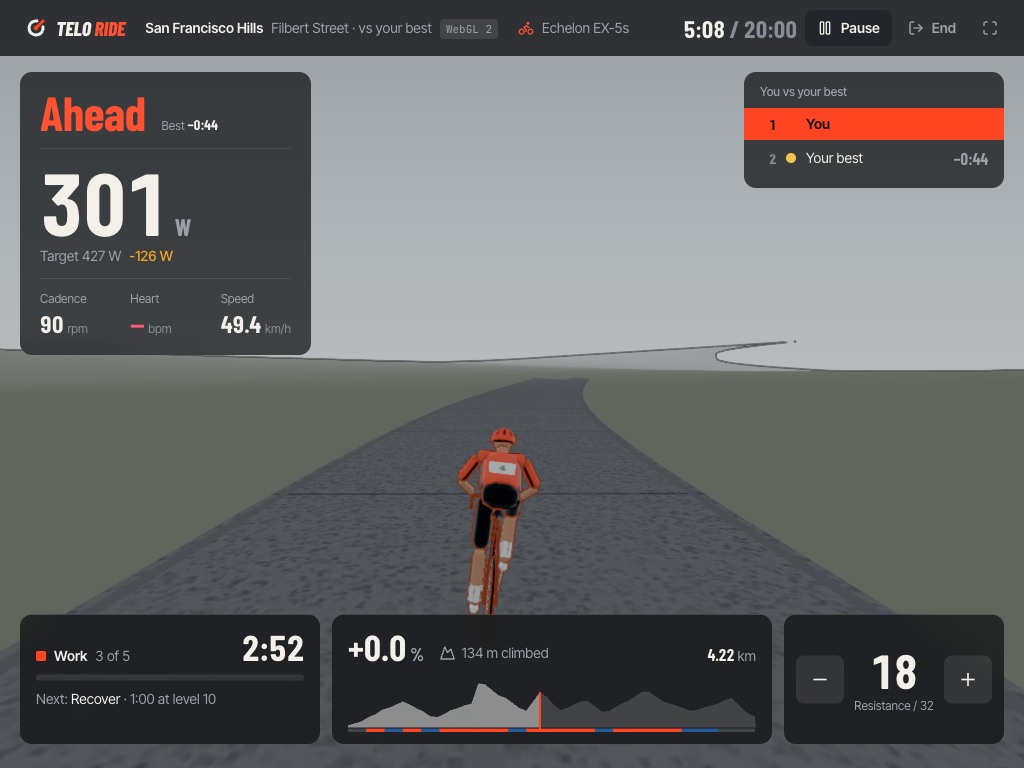 TELO RIDE
San Francisco Hills Filbert Street · vs your best WebGL 2 Echelon EX-5s 5:08 / 20:00 Pause End
Ahead Best −0:44
301 W
Target 427 W -126 W
Cadence Heart Speed
90 rpm – bpm 49.4 km/h
You vs your best
1 You
2 Your best −0:44
4
Work 3 of 5 2:52
Next: Recover · 1:00 at level 10
+0.0 % 134 m climbed 4.22 km
− 18 +
Resistance / 32